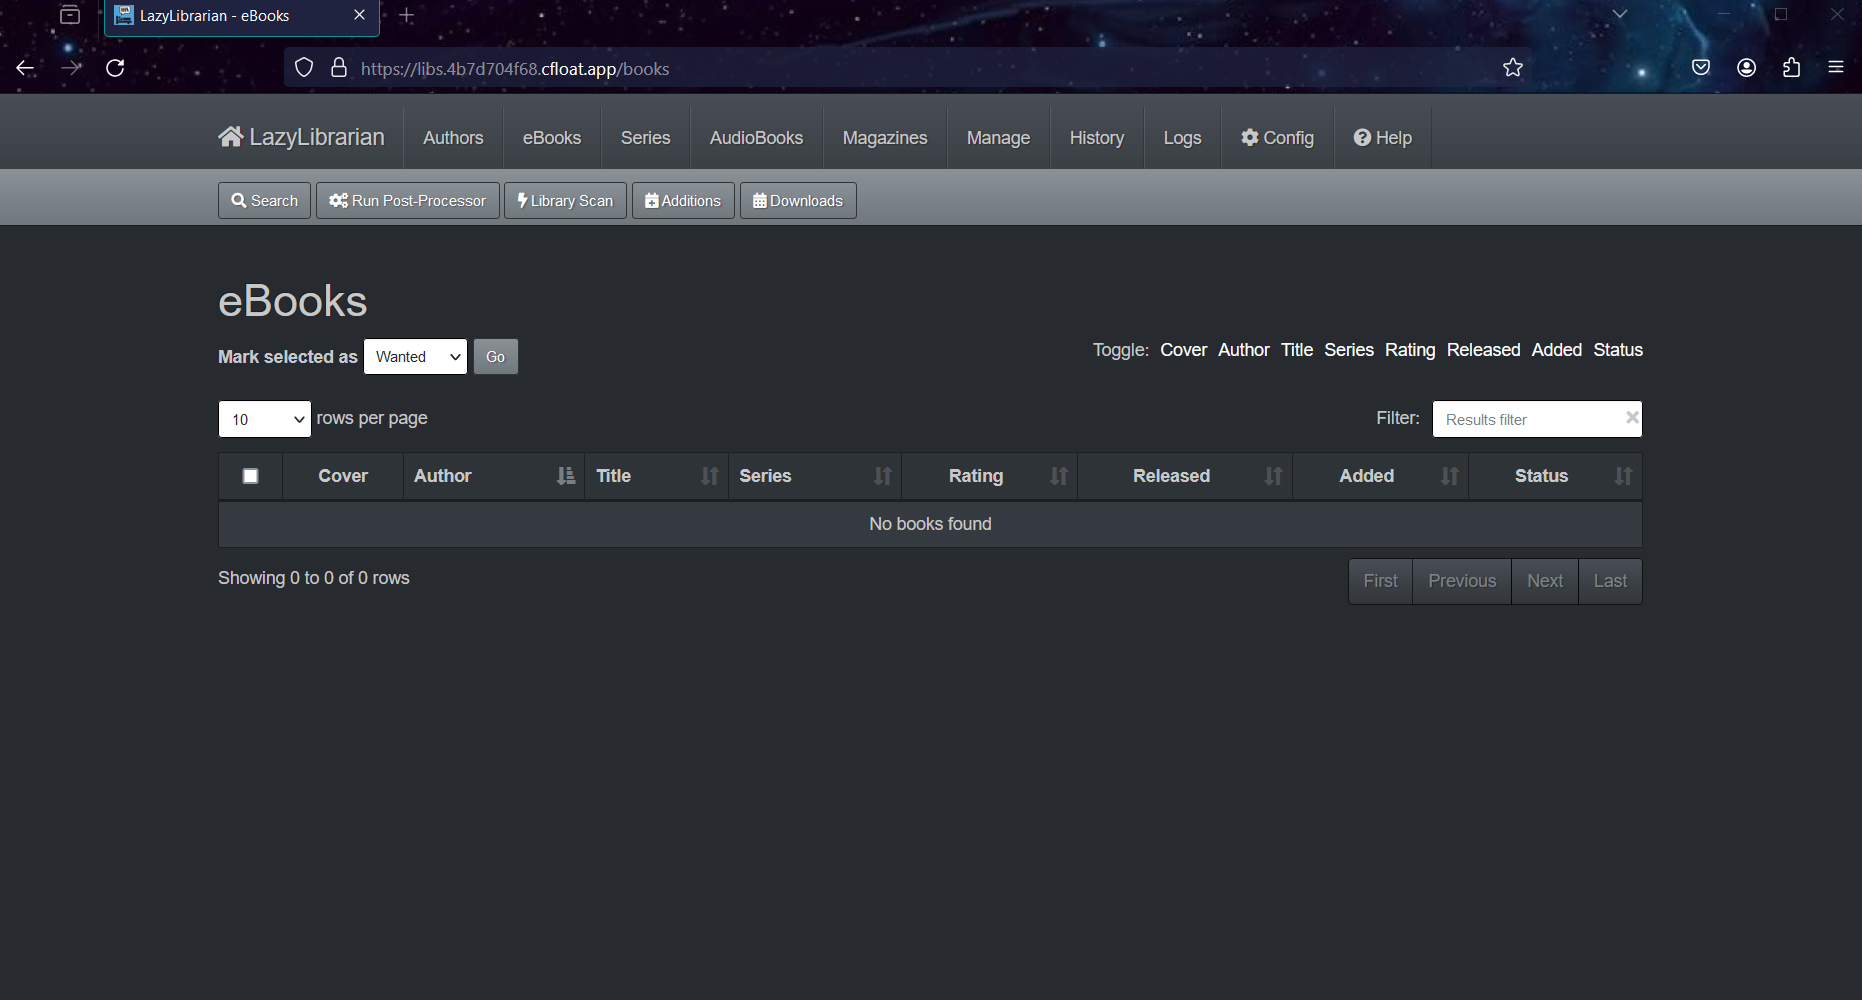 LazyLibrarian - eBooks
https://libs.4b7d704f68.cfloat.app/books
LazyLibrarian Authors eBooks Series AudioBooks Magazines Manage History Logs Config Help
Search Run Post-Processor Library Scan Additions Downloads
eBooks
Mark selected as Wanted Go Toggle: Cover Author Title Series Rating Released Added Status
10 rows per page Filter: Results filter
Cover Author Title Series Rating Released Added Status
No books found
Showing 0 to 0 of 0 rows First Previous Next Last